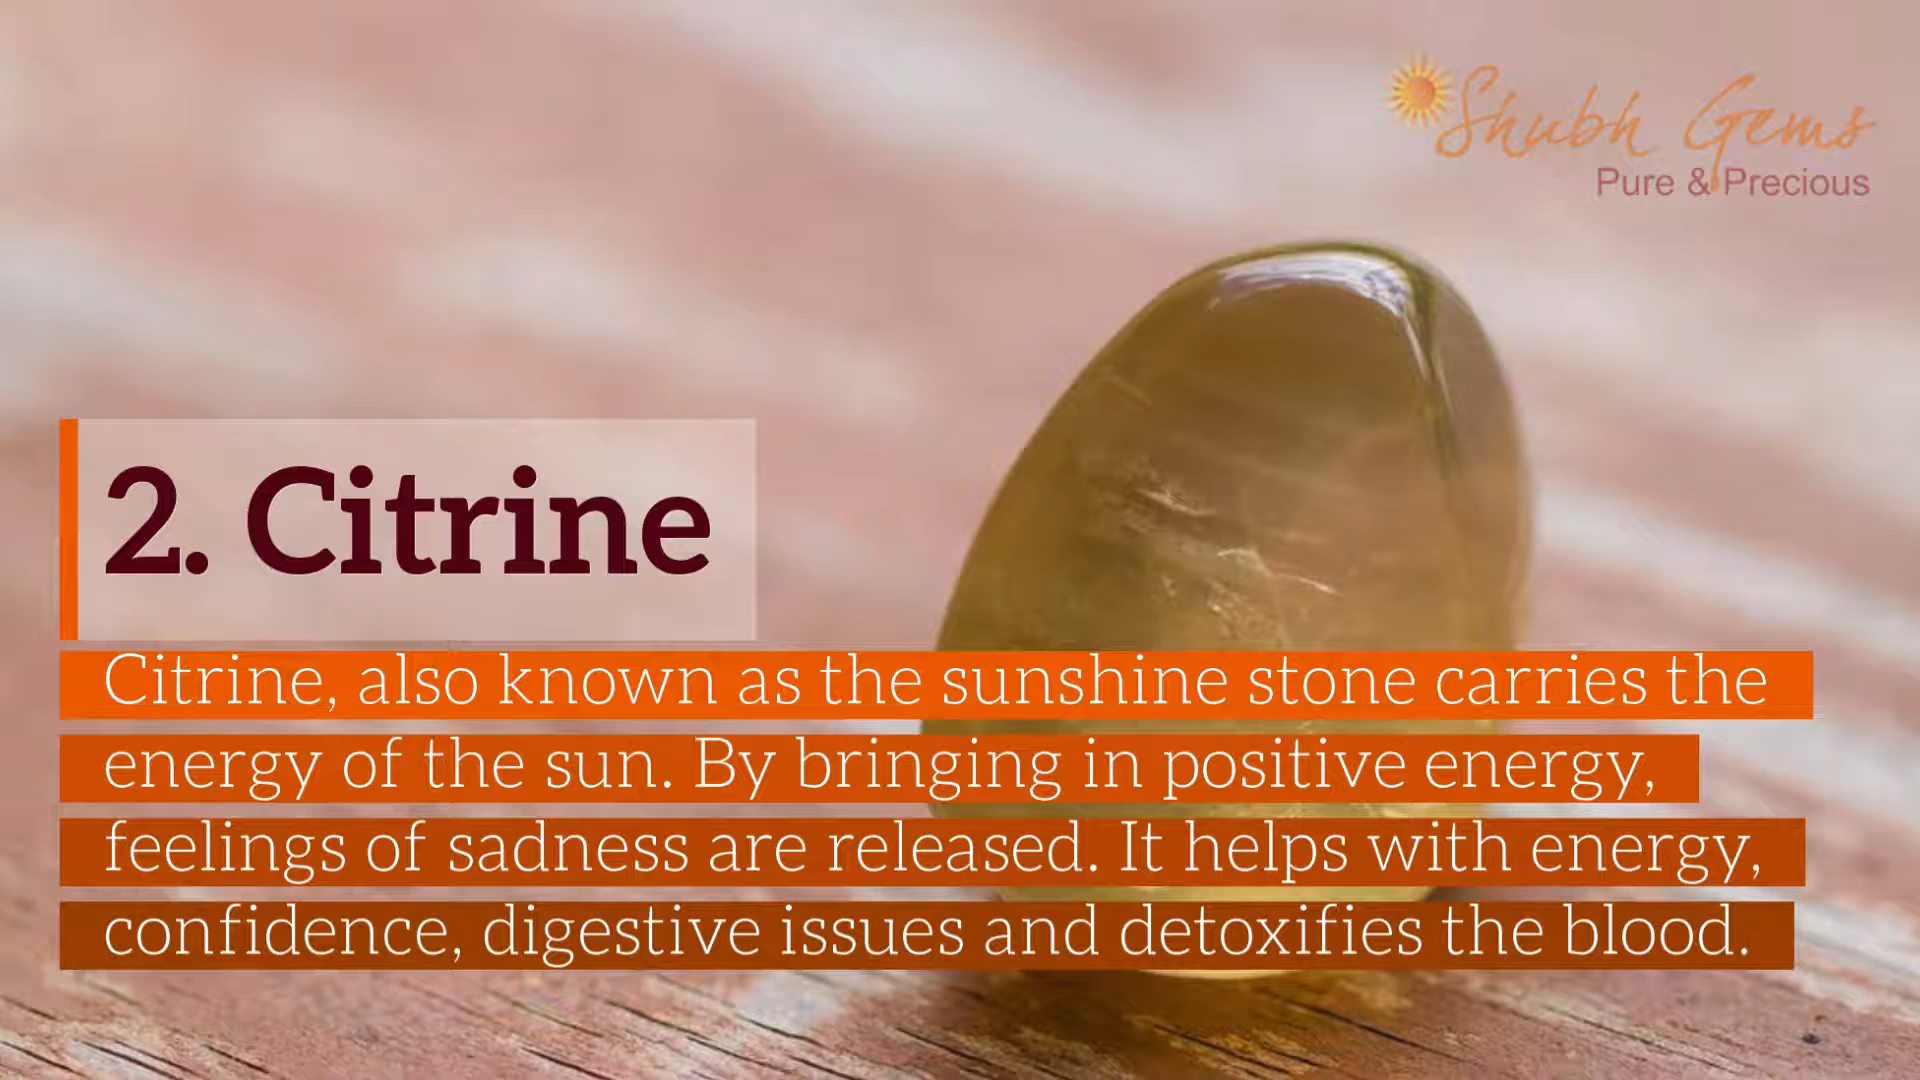 Shubh Gems
Pure & Precious
2. Citrine
Citrine, also known as the sunshine stone carries the
energy of the sun. By bringing in positive energy,
feelings of sadness are released. It helps with energy,
confidence, digestive issues and detoxifies the blood.